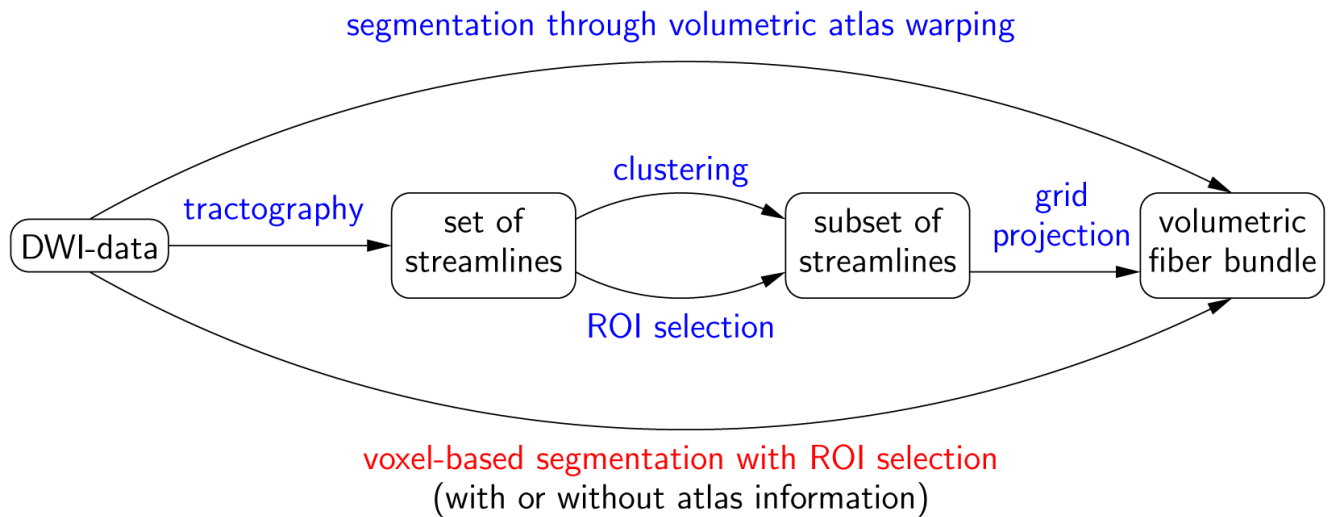 segmentation through volumetric atlas warping
clustering
tractography
grid
projection
DWI-data
set of
streamlines
subset of
streamlines
volumetric
fiber bundle
ROI selection
voxel-based segmentation with ROI selection
(with or without atlas information)